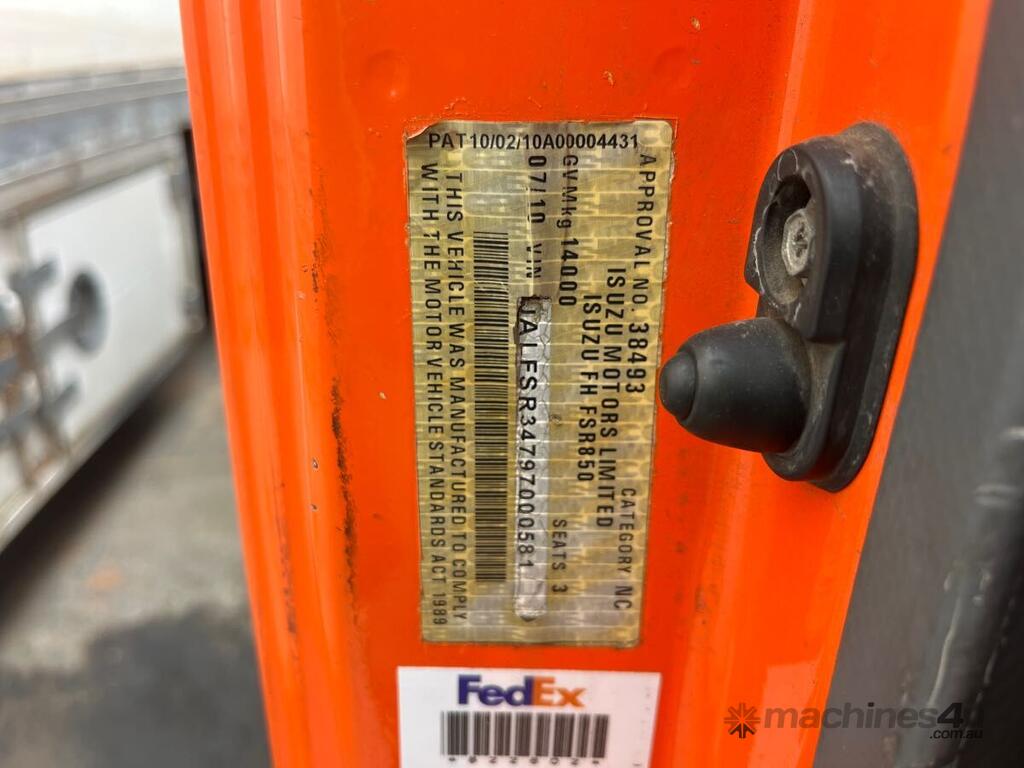 PAT10/02/10A00004431
APPROVAL NO. 38493 CATEGORY NC
ISUZU MOTORS LIMITED
ISUZU FH FSR850
GVMkg 14000 SEATS 3
07/10 VIN JALFSR34797000581
THIS VEHICLE WAS MANUFACTURED TO COMPLY
WITH THE MOTOR VEHICLE STANDARDS ACT 1989
FedEx
machines4u
.com.au